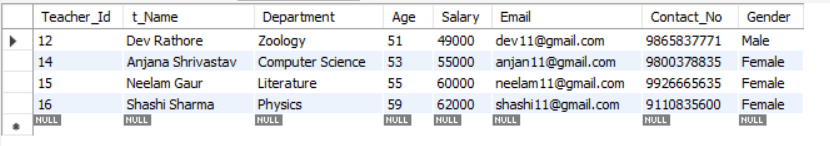 Teacher_Id t_Name Department Age Salary Email Contact_No Gender
12 Dev Rathore Zoology 51 49000 dev11@gmail.com 9865837771 Male
14 Anjana Shrivastav Computer Science 53 55000 anjan11@gmail.com 9800378835 Female
15 Neelam Gaur Literature 55 60000 neelam11@gmail.com 9926665635 Female
16 Shashi Sharma Physics 59 62000 shashi11@gmail.com 9110835600 Female
NULL NULL NULL NULL NULL NULL NULL NULL